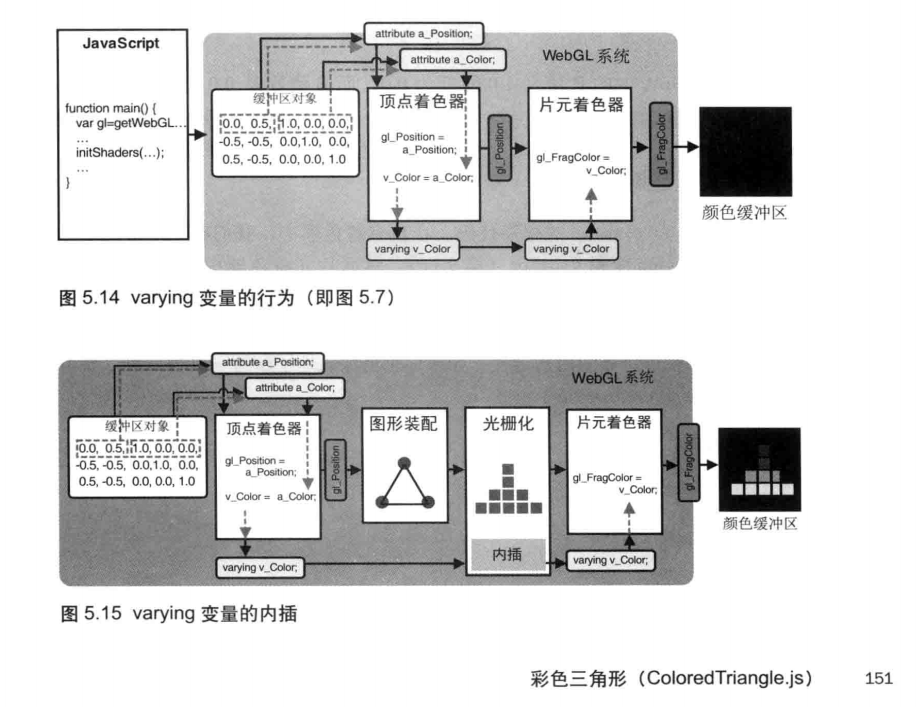 JavaScript
function main() {
var gl=getWebGL…
…
initShaders(…);
…
}
attribute a_Position;
attribute a_Color;
WebGL 系统
缓冲区对象
0.0, 0.5, 1.0, 0.0, 0.0,
-0.5, -0.5, 0.0,1.0, 0.0,
0.5, -0.5, 0.0, 0.0, 1.0
顶点着色器
gl_Position =
a_Position;
v_Color = a_Color;
gl_Position
片元着色器
gl_FragColor =
v_Color;
gl_FragColor
颜色缓冲区
varying v_Color
varying v_Color
图 5.14 varying 变量的行为（即图 5.7）
attribute a_Position;
attribute a_Color;
WebGL 系统
缓冲区对象
0.0, 0.5, 1.0, 0.0, 0.0,
-0.5, -0.5, 0.0,1.0, 0.0,
0.5, -0.5, 0.0, 0.0, 1.0
顶点着色器
gl_Position =
a_Position;
v_Color = a_Color;
gl_Position
图形装配
光栅化
内插
片元着色器
gl_FragColor =
v_Color;
gl_FragColor
颜色缓冲区
varying v_Color;
varying v_Color;
图 5.15 varying 变量的内插
彩色三角形（ColoredTriangle.js） 151